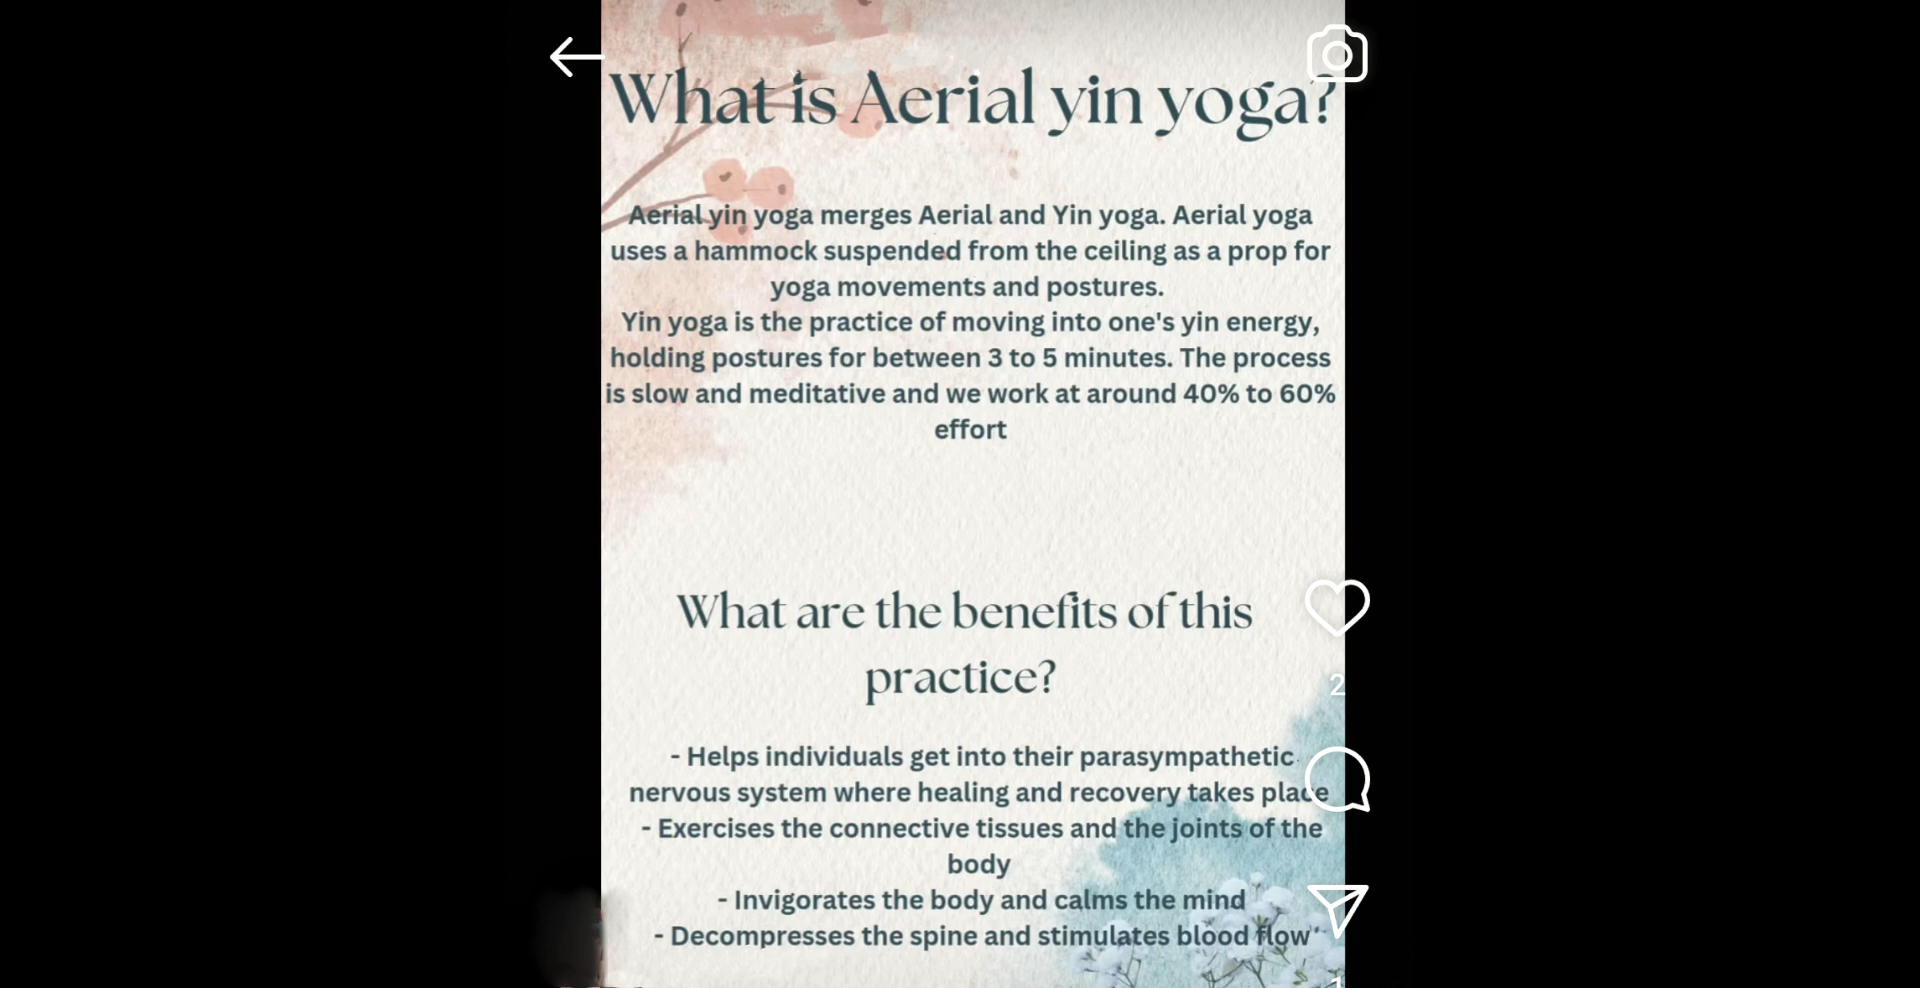 What is Aerial yin yoga?
Aerial yin yoga merges Aerial and Yin yoga. Aerial yoga
uses a hammock suspended from the ceiling as a prop for
yoga movements and postures.
Yin yoga is the practice of moving into one's yin energy,
holding postures for between 3 to 5 minutes. The process
is slow and meditative and we work at around 40% to 60%
effort
What are the benefits of this
practice?
2
- Helps individuals get into their parasympathetic
nervous system where healing and recovery takes place
- Exercises the connective tissues and the joints of the
body
- Invigorates the body and calms the mind
- Decompresses the spine and stimulates blood flow